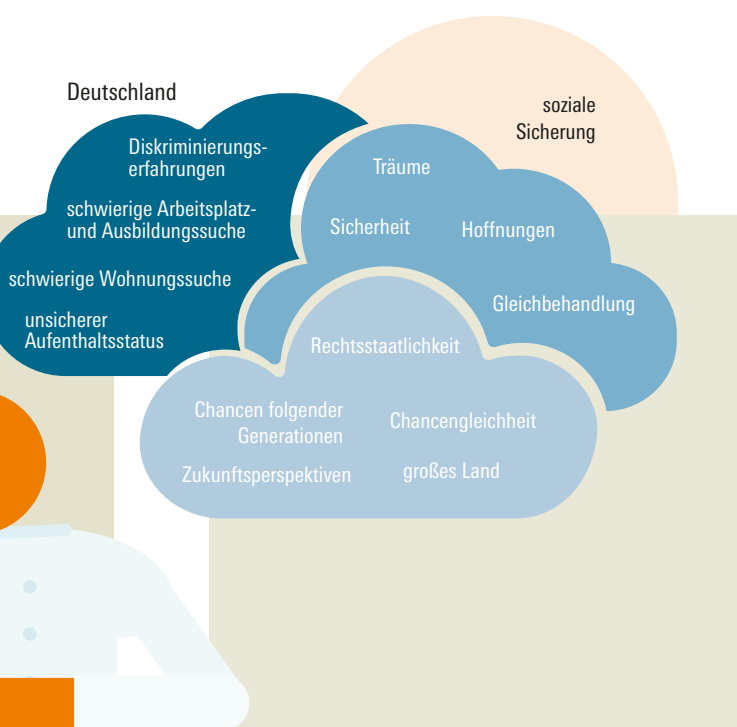 Deutschland
soziale
Sicherung
Diskriminierungs-
erfahrungen
schwierige Arbeitsplatz-
und Ausbildungssuche
schwierige Wohnungssuche
unsicherer
Aufenthaltsstatus
Träume
Sicherheit
Hoffnungen
Gleichbehandlung
Rechtsstaatlichkeit
Chancen folgender
Generationen
Chancengleichheit
Zukunftsperspektiven
großes Land